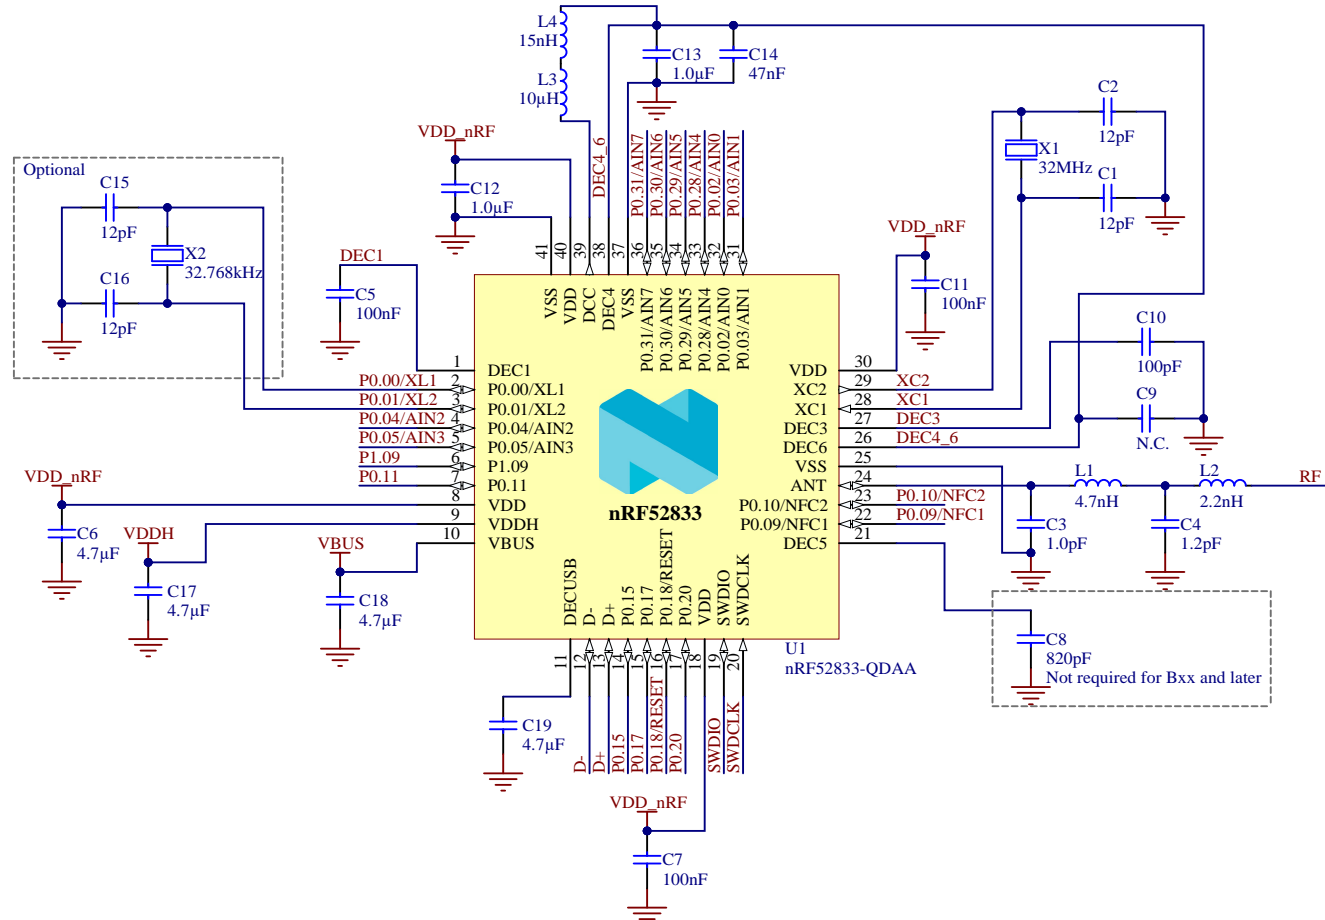 L4
15nH
L3
10µH
C13
1.0µF
C14
47nF
VDD_nRF
C12
1.0µF
DEC4_6
P0.31/AIN7
P0.30/AIN6
P0.29/AIN5
P0.28/AIN4
P0.02/AIN0
P0.03/AIN1
C2
12pF
X1
32MHz
C1
12pF
Optional
C15
12pF
X2
32.768kHz
C16
12pF
DEC1
C5
100nF
VDD_nRF
C11
100nF
C10
100pF
C9
N.C.
41
40
39
38
37
36
35
34
33
32
31
VSS
VDD
DCC
DEC4
VSS
P0.31/AIN7
P0.30/AIN6
P0.29/AIN5
P0.28/AIN4
P0.02/AIN0
P0.03/AIN1
1 DEC1
P0.00/XL1 2 P0.00/XL1
P0.01/XL2 3 P0.01/XL2
P0.04/AIN2 4 P0.04/AIN2
P0.05/AIN3 5 P0.05/AIN3
P1.09 6 P1.09
P0.11 7 P0.11
8 VDD
9 VDDH
10 VBUS
VDD 30
XC2 29 XC2
XC1 28 XC1
DEC3 27 DEC3
DEC6 26 DEC4_6
VSS 25
ANT 24
P0.10/NFC2 23 P0.10/NFC2
P0.09/NFC1 22 P0.09/NFC1
DEC5 21
nRF52833
VDD_nRF
C6
4.7µF
VDDH
C17
4.7µF
VBUS
C18
4.7µF
L1
4.7nH
L2
2.2nH
RF
C3
1.0pF
C4
1.2pF
C8
820pF
Not required for Bxx and later
DECUSB
D-
D+
P0.15
P0.17
P0.18/RESET
P0.20
VDD
SWDIO
SWDCLK
11
12
13
14
15
16
17
18
19
20
U1
nRF52833-QDAA
C19
4.7µF
D-
D+
P0.15
P0.17
P0.18/RESET
P0.20
SWDIO
SWDCLK
VDD_nRF
C7
100nF